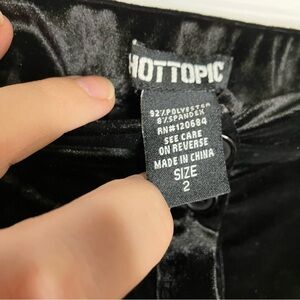 HOTTOPIC
92%POLYESTER
8%SPANDEX
RN#120684
SEE CARE
ON REVERSE
MADE IN CHINA
SIZE
2